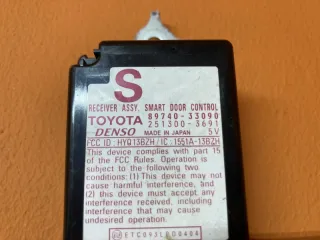 S
RECEIVER ASSY, SMART DOOR CONTROL
TOYOTA 89740-33090
DENSO 251300-3691
MADE IN JAPAN 5V
FCC ID : HYQ13BZH / IC : 1551A-13BZH
This device complies with part 15
of the FCC Rules. Operation is
subject to the following two
conditions: (1) This device may not
cause harmful interference, and
(2) this device must accept any
interference received, including
interference that may cause
undesired operation.